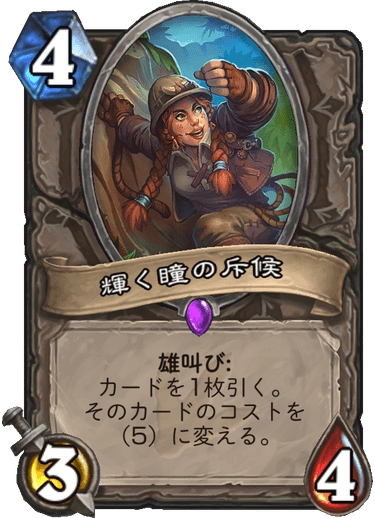 4
輝く瞳の斥候
雄叫び:
カードを1枚引く。
そのカードのコストを
（5）に変える。
3
4